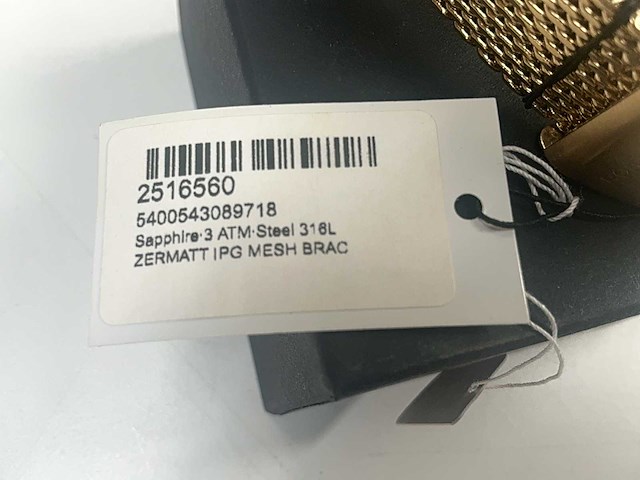 2516560
5400543089718
Sapphire·3 ATM·Steel 316L
ZERMATT IPG MESH BRAC